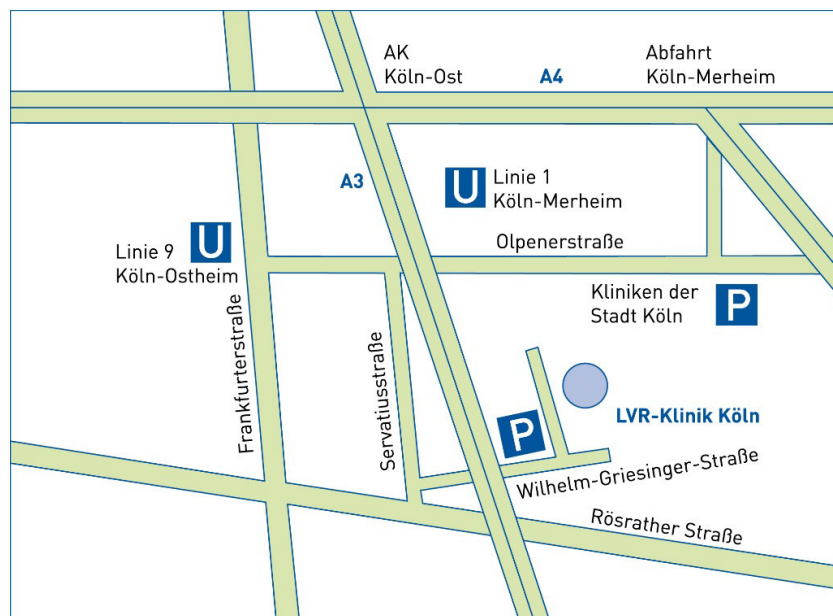 AK
Köln-Ost
A4
Abfahrt
Köln-Merheim
A3
U
Linie 1
Köln-Merheim
Linie 9
Köln-Ostheim
U
Olpenerstraße
Kliniken der
Stadt Köln
P
Frankfurterstraße
Servatiusstraße
LVR-Klinik Köln
P
Wilhelm-Griesinger-Straße
Rösrather Straße